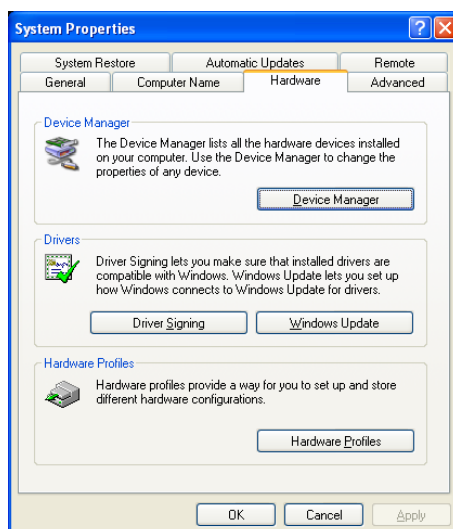 System Properties
System Restore Automatic Updates Remote
General Computer Name Hardware Advanced
Device Manager
The Device Manager lists all the hardware devices installed
on your computer. Use the Device Manager to change the
properties of any device.
Device Manager
Drivers
Driver Signing lets you make sure that installed drivers are
compatible with Windows. Windows Update lets you set up
how Windows connects to Windows Update for drivers.
Driver Signing Windows Update
Hardware Profiles
Hardware profiles provide a way for you to set up and store
different hardware configurations.
Hardware Profiles
OK Cancel Apply